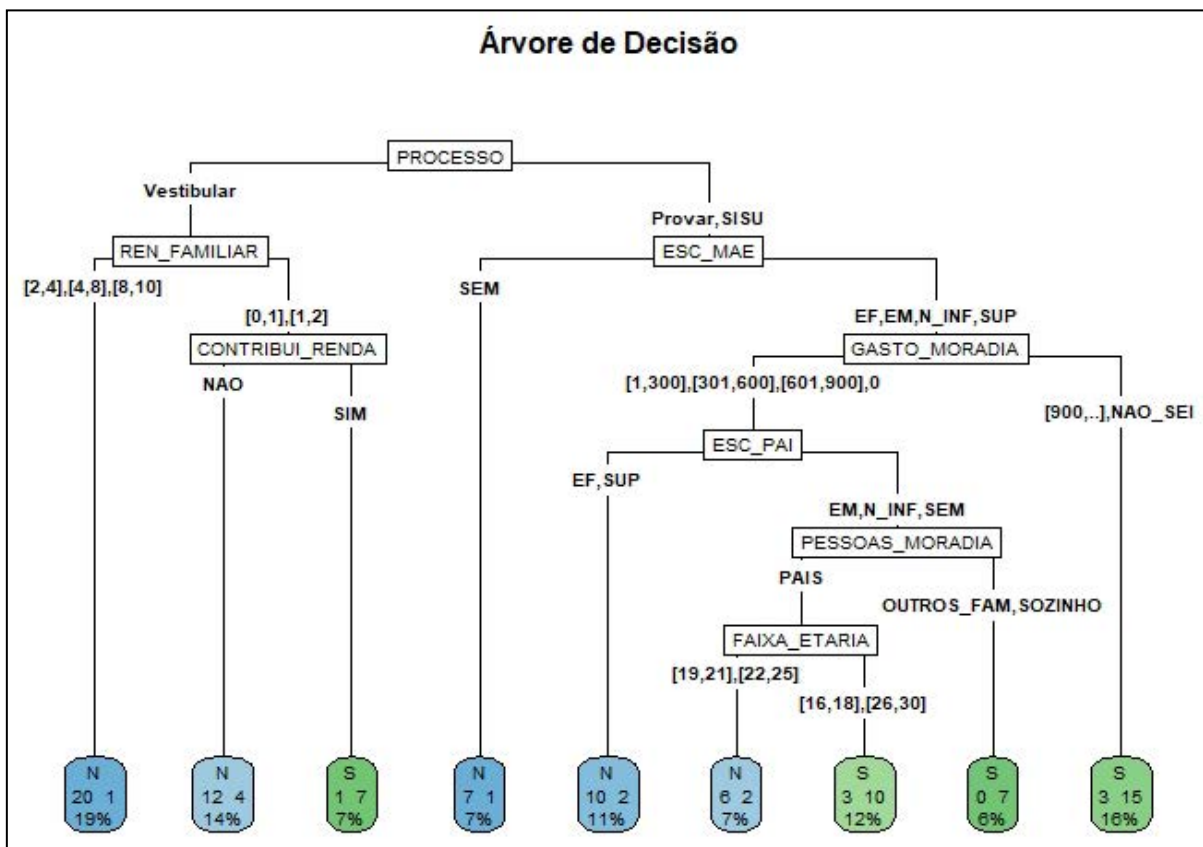 Árvore de Decisão
PROCESSO
Vestibular
Provar,SISU
REN_FAMILIAR
ESC_MAE
[2,4],[4,8],[8,10]
SEM
[0,1],[1,2]
EF,EM,N_INF,SUP
CONTRIBUI_RENDA
GASTO_MORADIA
NAO
[1,300],[301,600],[601,900],0
SIM
[900,..],NAO_SEI
ESC_PAI
EF,SUP
EM,N_INF,SEM
PESSOAS_MORADIA
PAIS
OUTROS_FAM,SOZINHO
FAIXA_ETARIA
[19,21],[22,25]
[16,18],[26,30]
N
20 1
19%
N
12 4
14%
S
1 7
7%
N
7 1
7%
N
10 2
11%
N
6 2
7%
S
3 10
12%
S
0 7
6%
S
3 15
16%